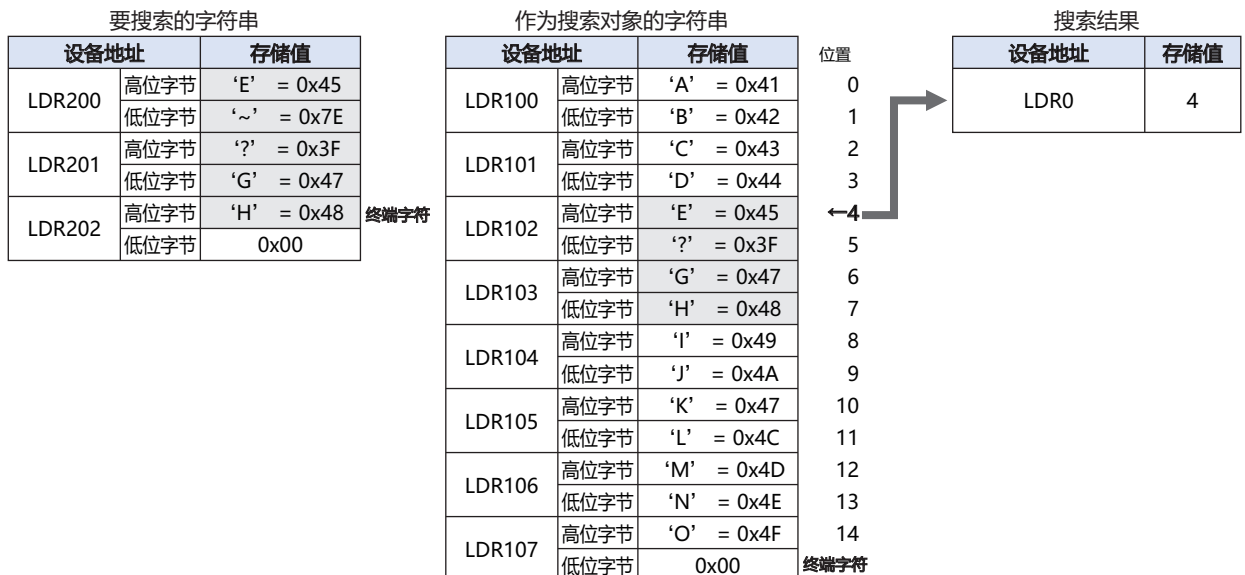 要搜索的字符串 作为搜索对象的字符串 搜索结果
设备地址 存储值 设备地址 存储值 位置 设备地址 存储值
LDR200 高位字节 ‘E’ = 0x45 LDR100 高位字节 ‘A’ = 0x41 0 LDR0 4
低位字节 ‘~’ = 0x7E 低位字节 ‘B’ = 0x42 1
LDR201 高位字节 ‘?’ = 0x3F LDR101 高位字节 ‘C’ = 0x43 2
低位字节 ‘G’ = 0x47 低位字节 ‘D’ = 0x44 3
LDR202 高位字节 ‘H’ = 0x48 终端字符 LDR102 高位字节 ‘E’ = 0x45 ←4
低位字节 0x00 低位字节 ‘?’ = 0x3F 5
LDR103 高位字节 ‘G’ = 0x47 6
低位字节 ‘H’ = 0x48 7
LDR104 高位字节 ‘I’ = 0x49 8
低位字节 ‘J’ = 0x4A 9
LDR105 高位字节 ‘K’ = 0x47 10
低位字节 ‘L’ = 0x4C 11
LDR106 高位字节 ‘M’ = 0x4D 12
低位字节 ‘N’ = 0x4E 13
LDR107 高位字节 ‘O’ = 0x4F 14
低位字节 0x00 终端字符